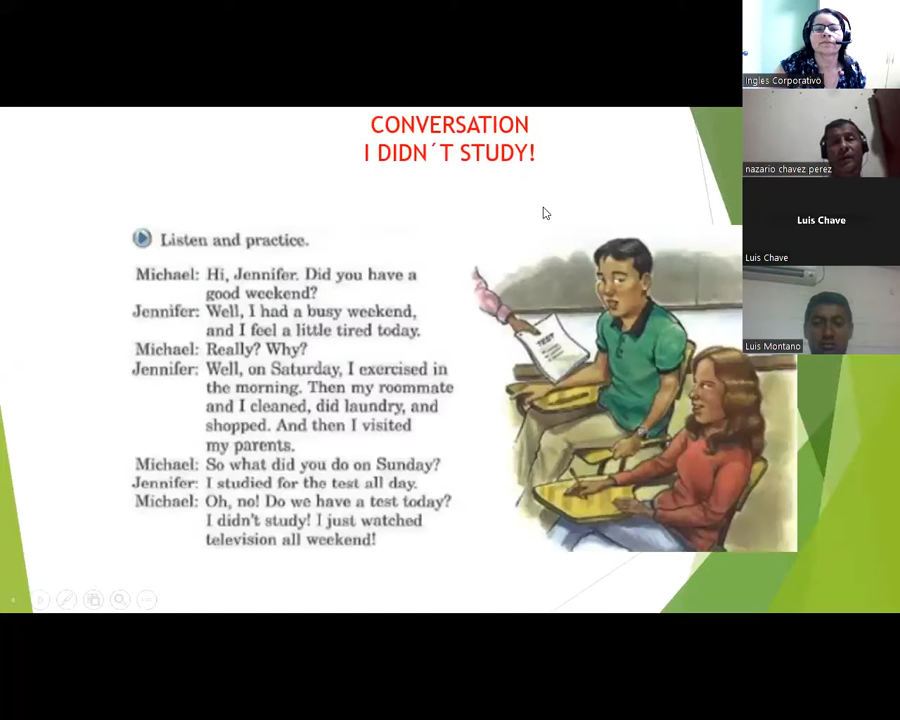 CONVERSATION
I DIDN´T STUDY!
Listen and practice.
Michael: Hi, Jennifer. Did you have a
good weekend?
Jennifer: Well, I had a busy weekend,
and I feel a little tired today.
Michael: Really? Why?
Jennifer: Well, on Saturday, I exercised in
the morning. Then my roommate
and I cleaned, did laundry, and
shopped. And then I visited
my parents.
Michael: So what did you do on Sunday?
Jennifer: I studied for the test all day.
Michael: Oh, no! Do we have a test today?
I didn't study! I just watched
television all weekend!
TEST
4
Ingles Corporativo
nazario chavez perez
Luis Chave
Luis Chave
Luis Montano